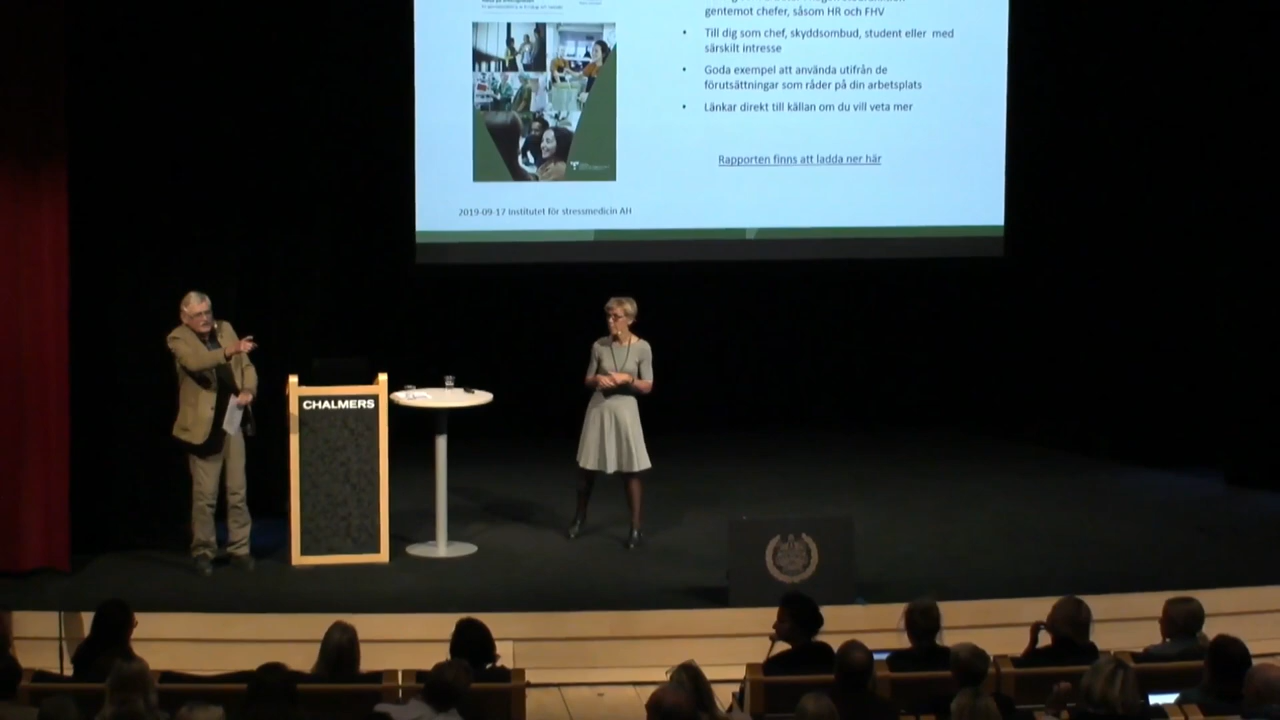 gentemot chefer, såsom HR och FHV
• Till dig som chef, skyddsombud, student eller med
särskilt intresse
• Goda exempel att använda utifrån de
förutsättningar som råder på din arbetsplats
• Länkar direkt till källan om du vill veta mer
Rapporten finns att ladda ner här
2019-09-17 Institutet för stressmedicin AH
CHALMERS